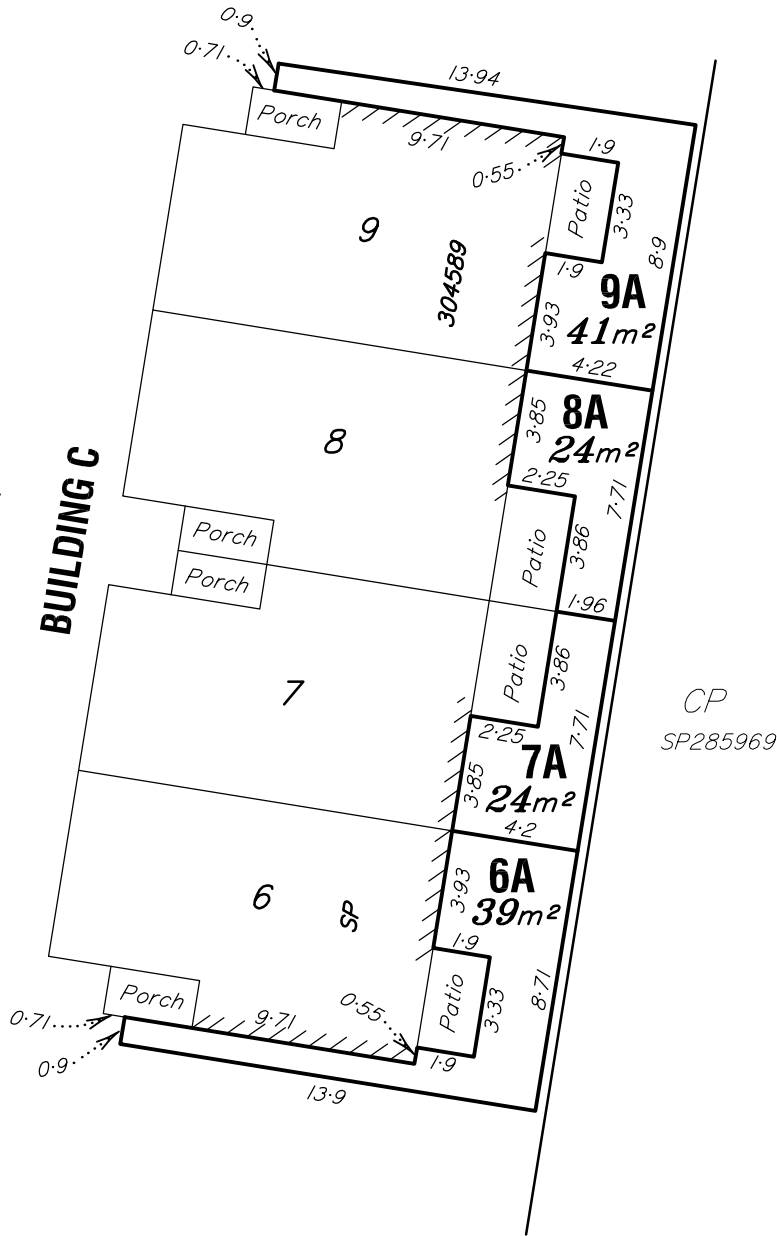 0·9
0·71
13·94
Porch
9·71
1·9
0·55
Patio
3·33
9
304589
8·9
1·9
9A
3·93
41m²
4·22
8A
3·85
24m²
8
2·25
7·71
BUILDING C
Porch
Patio
3·86
Porch
1·96
Patio
3·86
7
CP
SP285969
2·25
7·71
7A
3·85
24m²
4·2
6A
3·93
39m²
6
SP
1·9
Porch
0·55
Patio
3·33
8·71
0·71
9·71
0·9
1·9
13·9